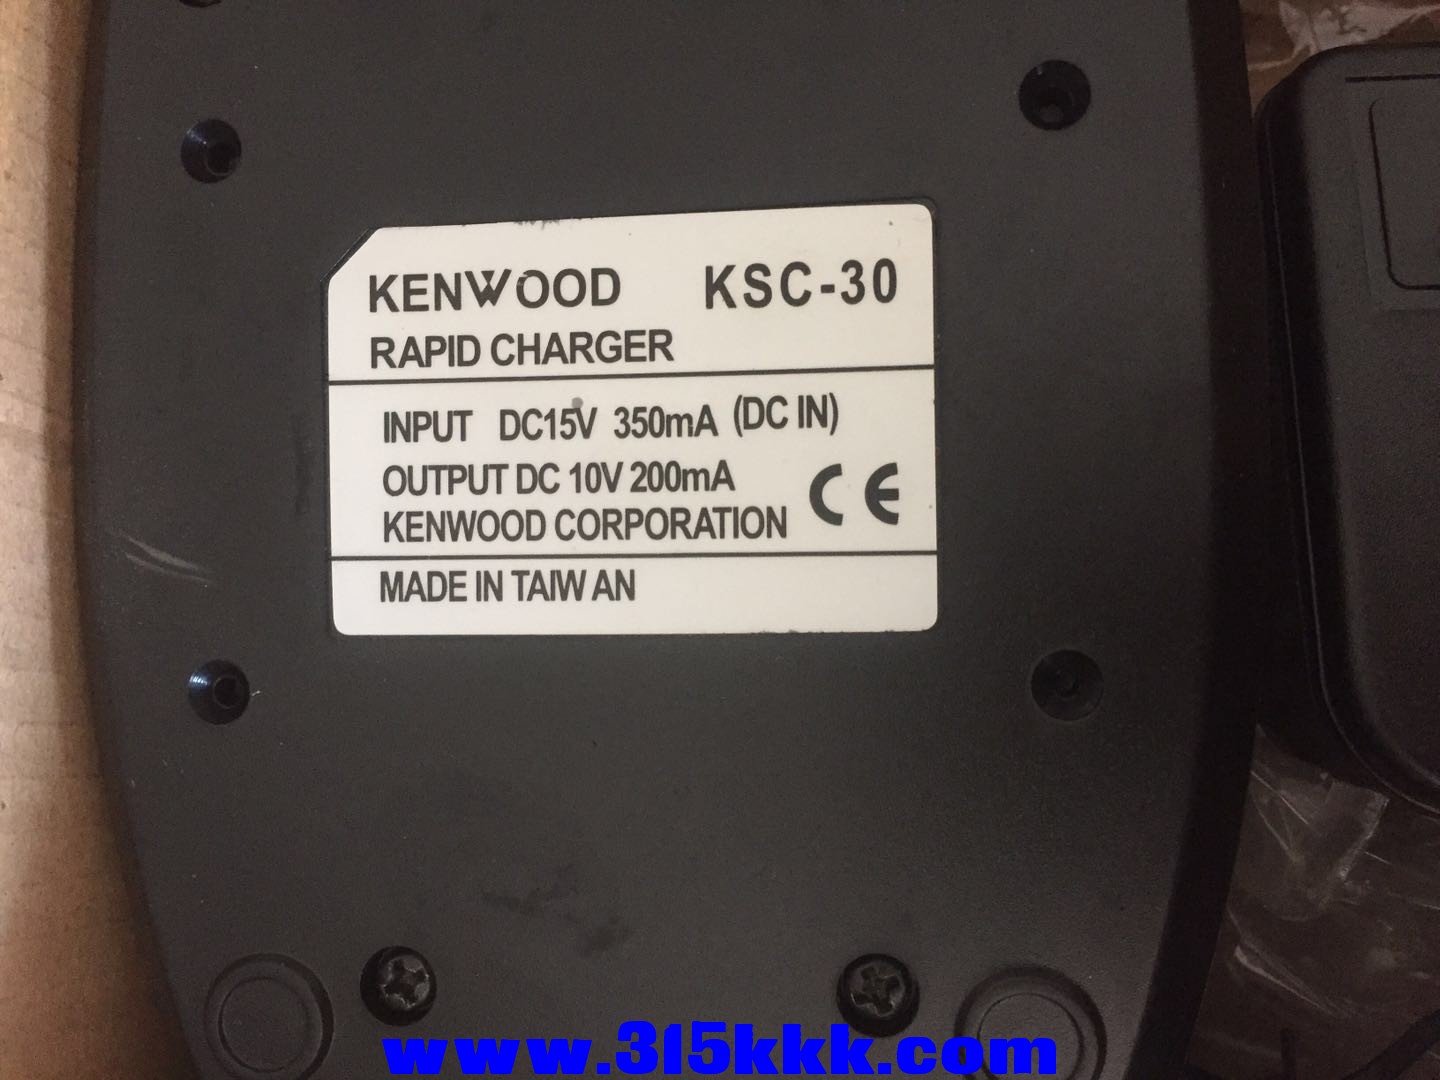 KENWOOD KSC-30
RAPID CHARGER
INPUT DC15V 350mA (DC IN)
OUTPUT DC 10V 200mA
CE
KENWOOD CORPORATION
MADE IN TAIW AN
www.315kkk.com